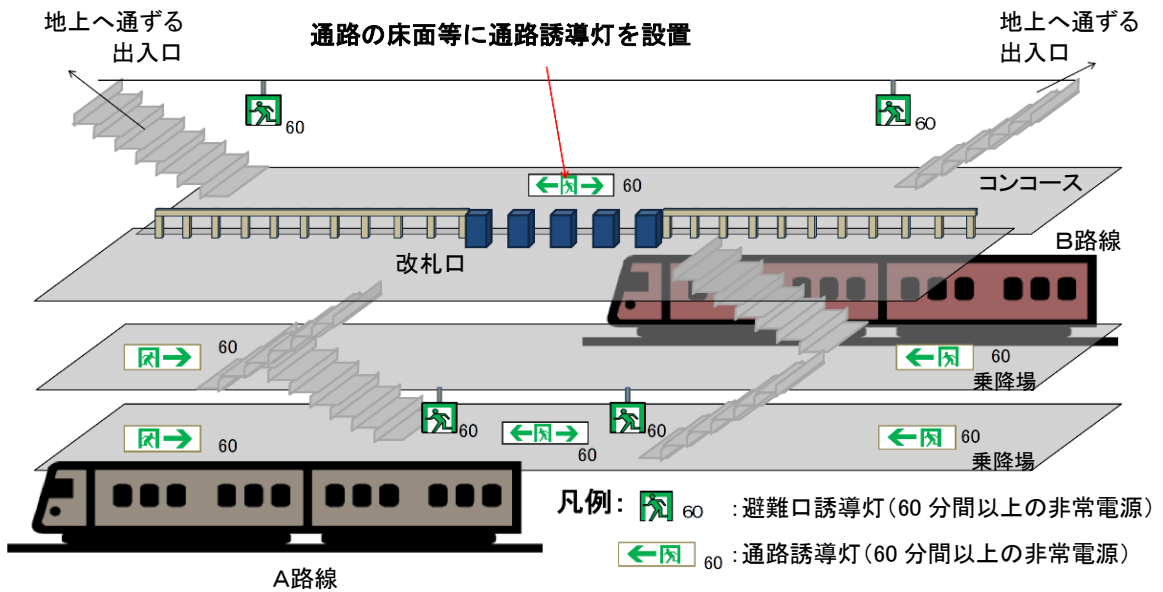 地上へ通ずる
出入口
通路の床面等に通路誘導灯を設置
地上へ通ずる
出入口
60
60
60
コンコース
改札口
B路線
60
60
乗降場
60
60
60
60
60
乗降場
凡例:
60 :避難口誘導灯(60 分間以上の非常電源)
60 :通路誘導灯(60 分間以上の非常電源)
A路線